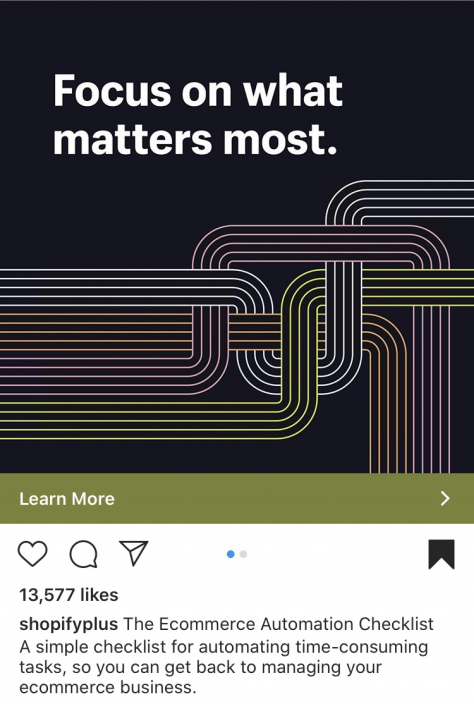 Focus on what
matters most.
Learn More
13,577 likes
shopifyplus The Ecommerce Automation Checklist
A simple checklist for automating time-consuming
tasks, so you can get back to managing your
ecommerce business.